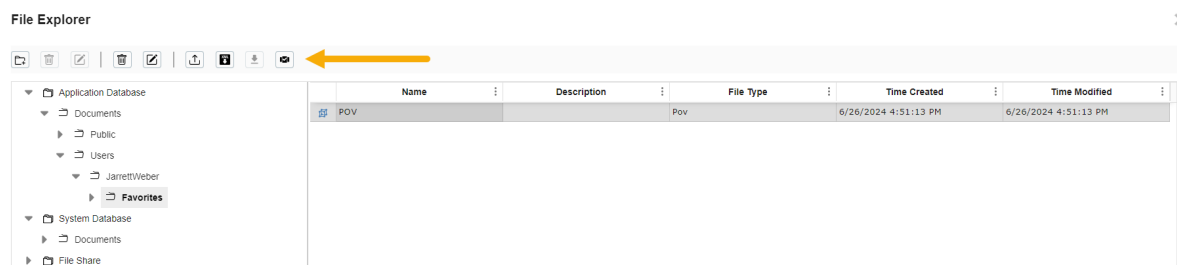 File Explorer
Application Database
Name Description File Type Time Created Time Modified
Documents
POV Pov 6/26/2024 4:51:13 PM 6/26/2024 4:51:13 PM
Public
Users
JarrettWeber
Favorites
System Database
Documents
File Share